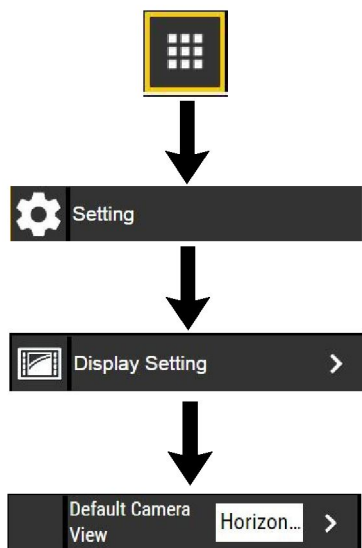 Setting
Display Setting
Default Camera
View
Horizon...